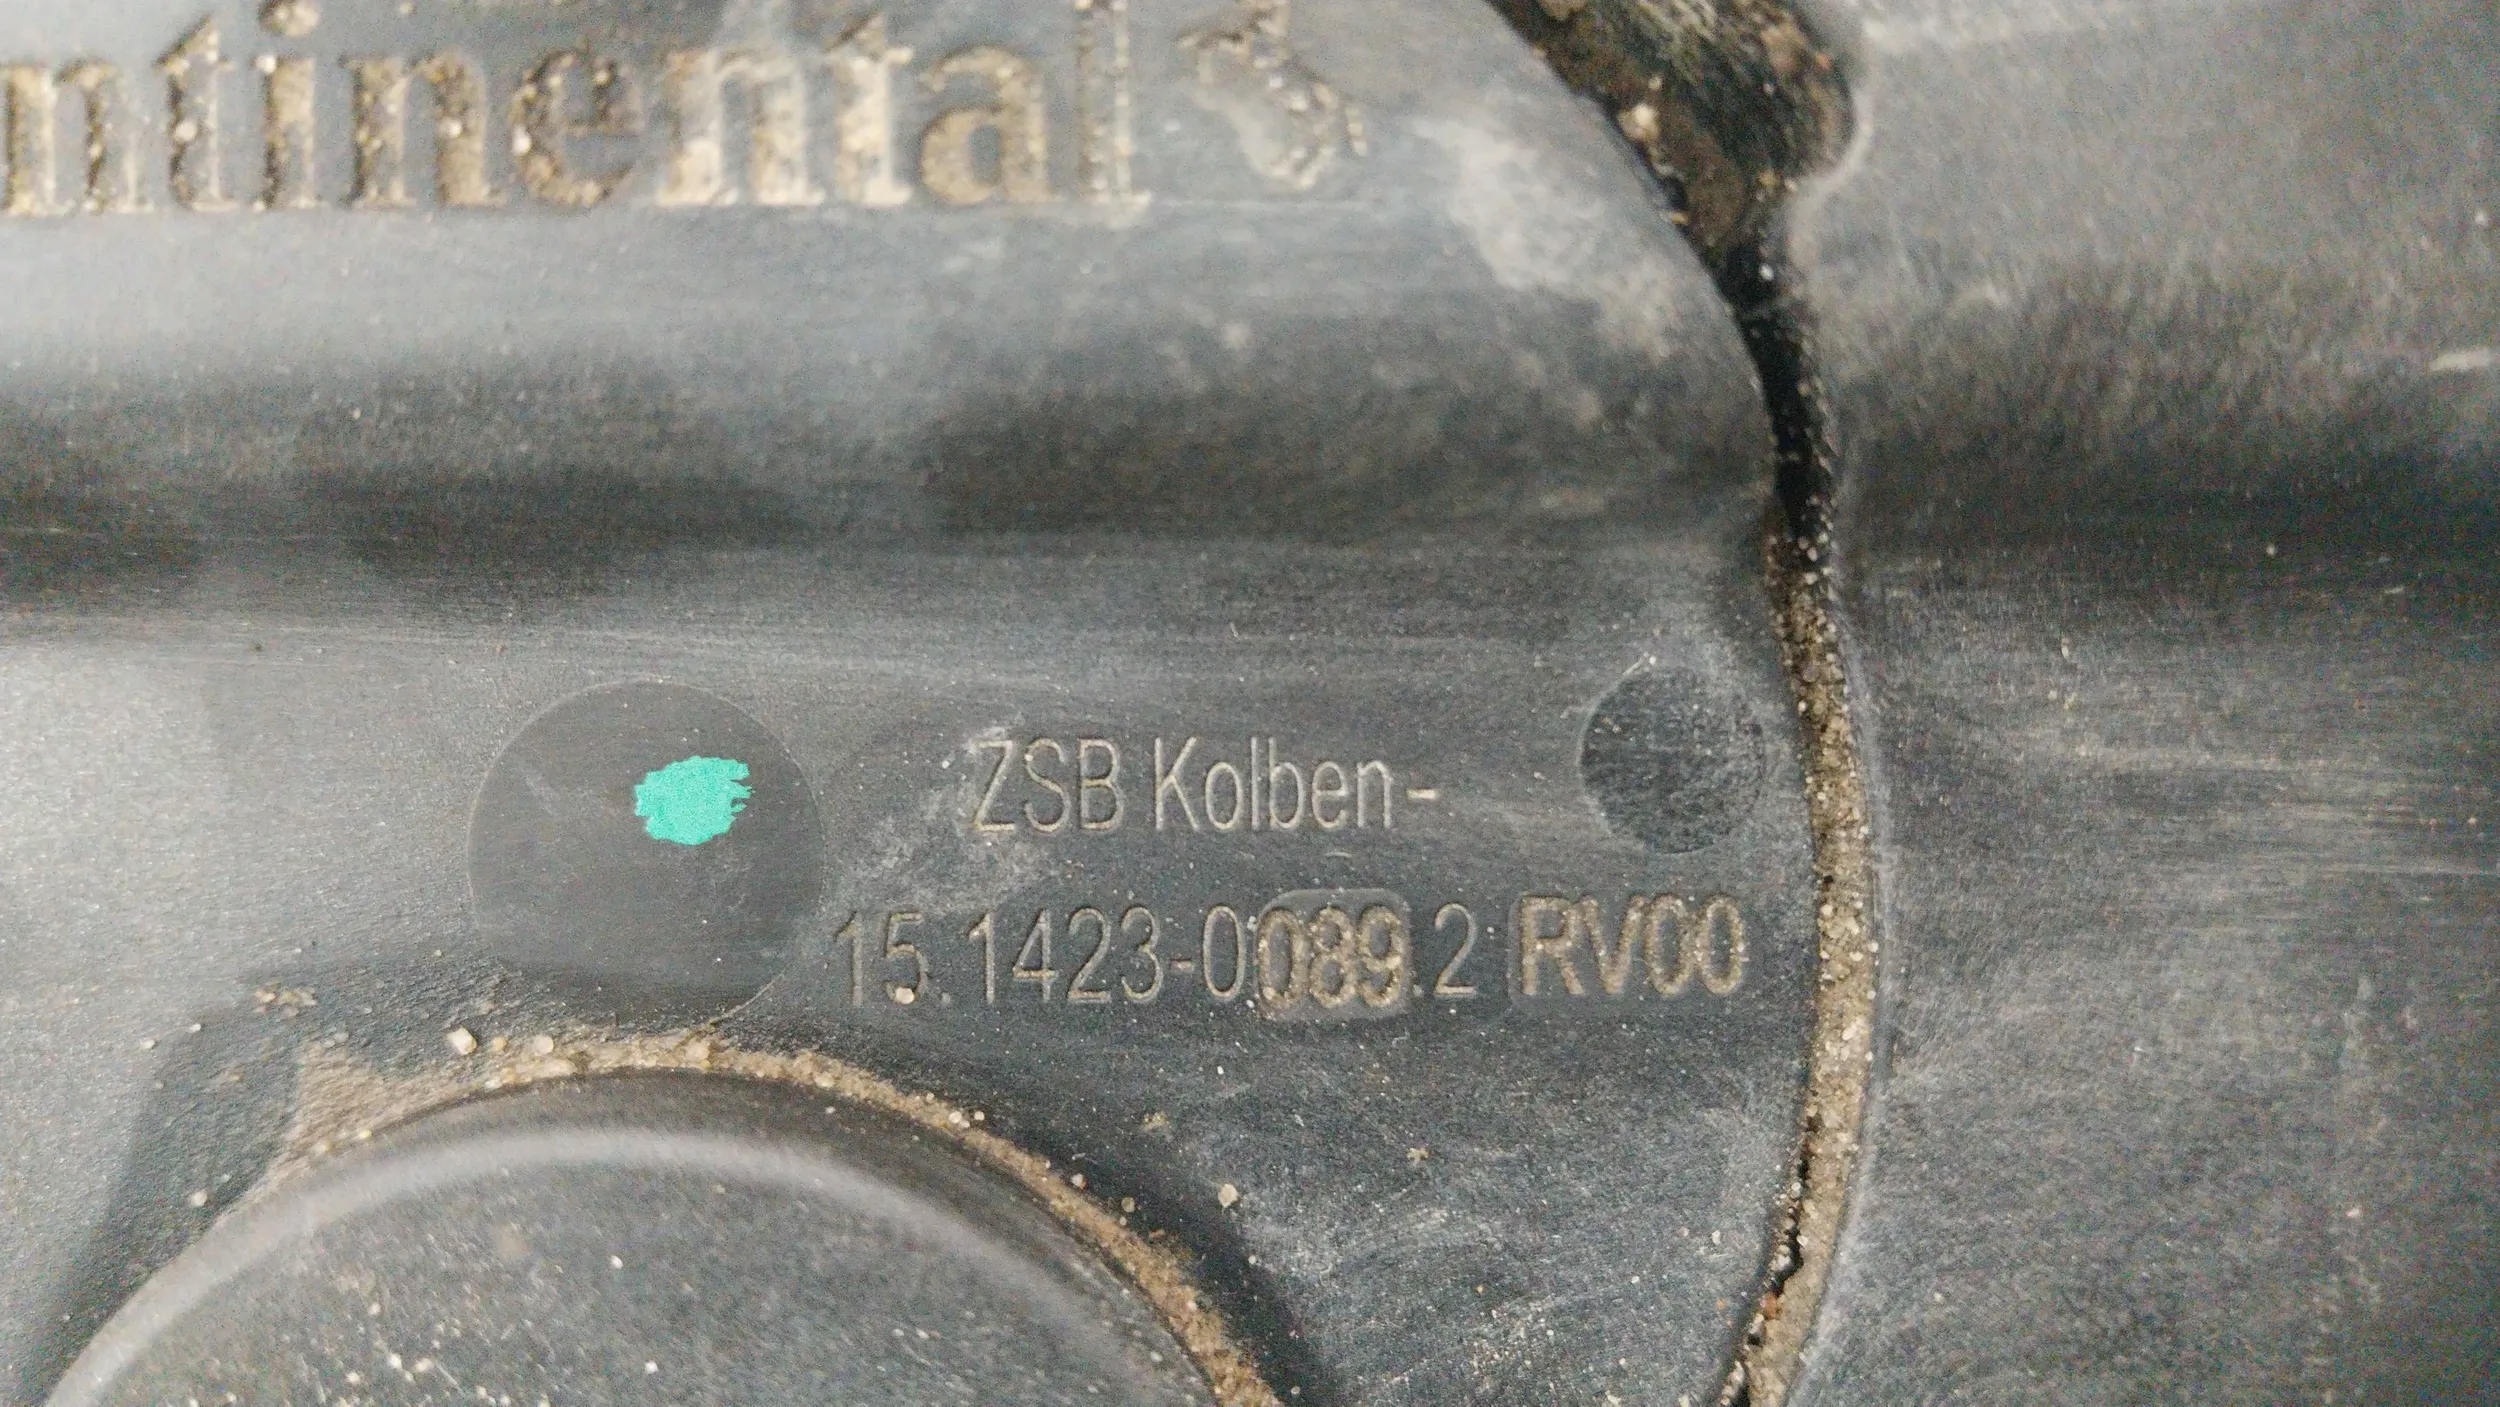 ntinental
ZSB Kolben-
15.1423-0089.2 RV00